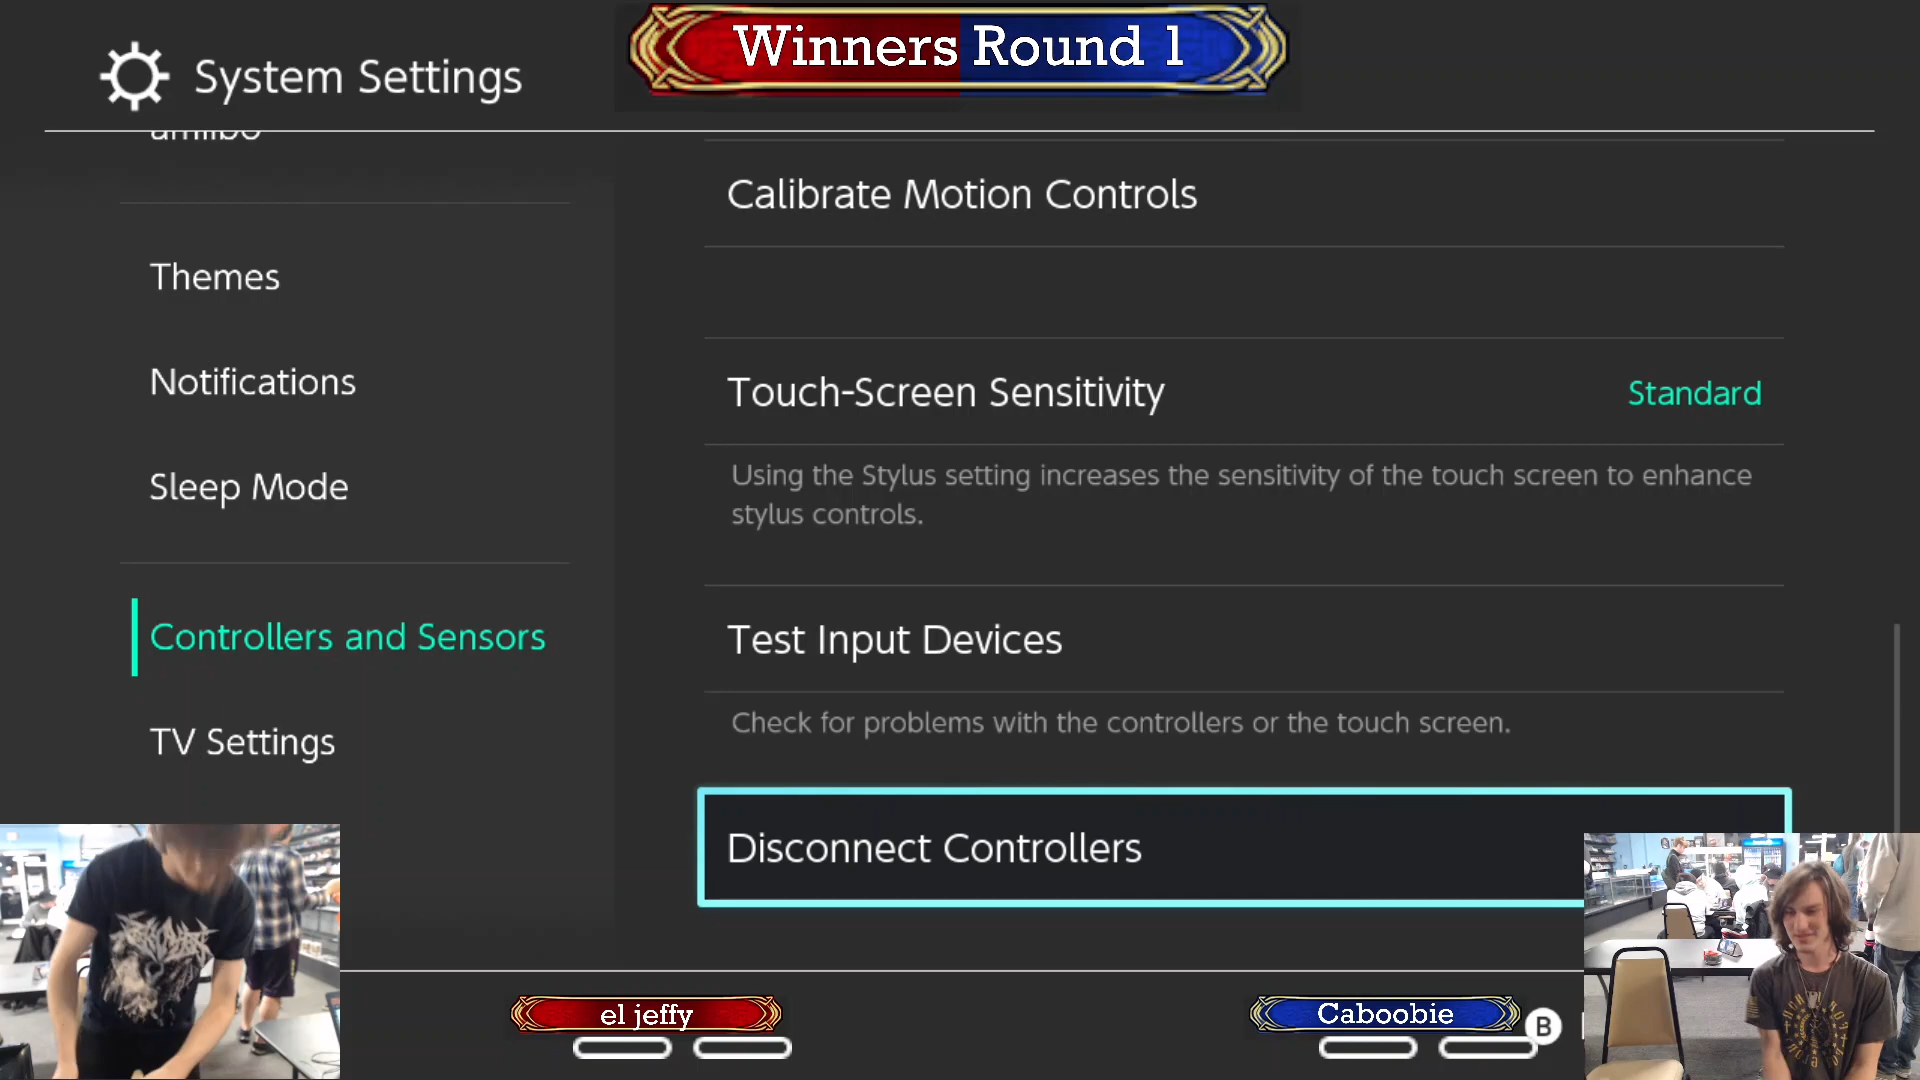 Winners Round 1
System Settings
amiibo
Themes
Notifications
Sleep Mode
Controllers and Sensors
TV Settings
Calibrate Motion Controls
Touch-Screen Sensitivity
Standard
Using the Stylus setting increases the sensitivity of the touch screen to enhance
stylus controls.
Test Input Devices
Check for problems with the controllers or the touch screen.
Disconnect Controllers
el jeffy
Caboobie
B